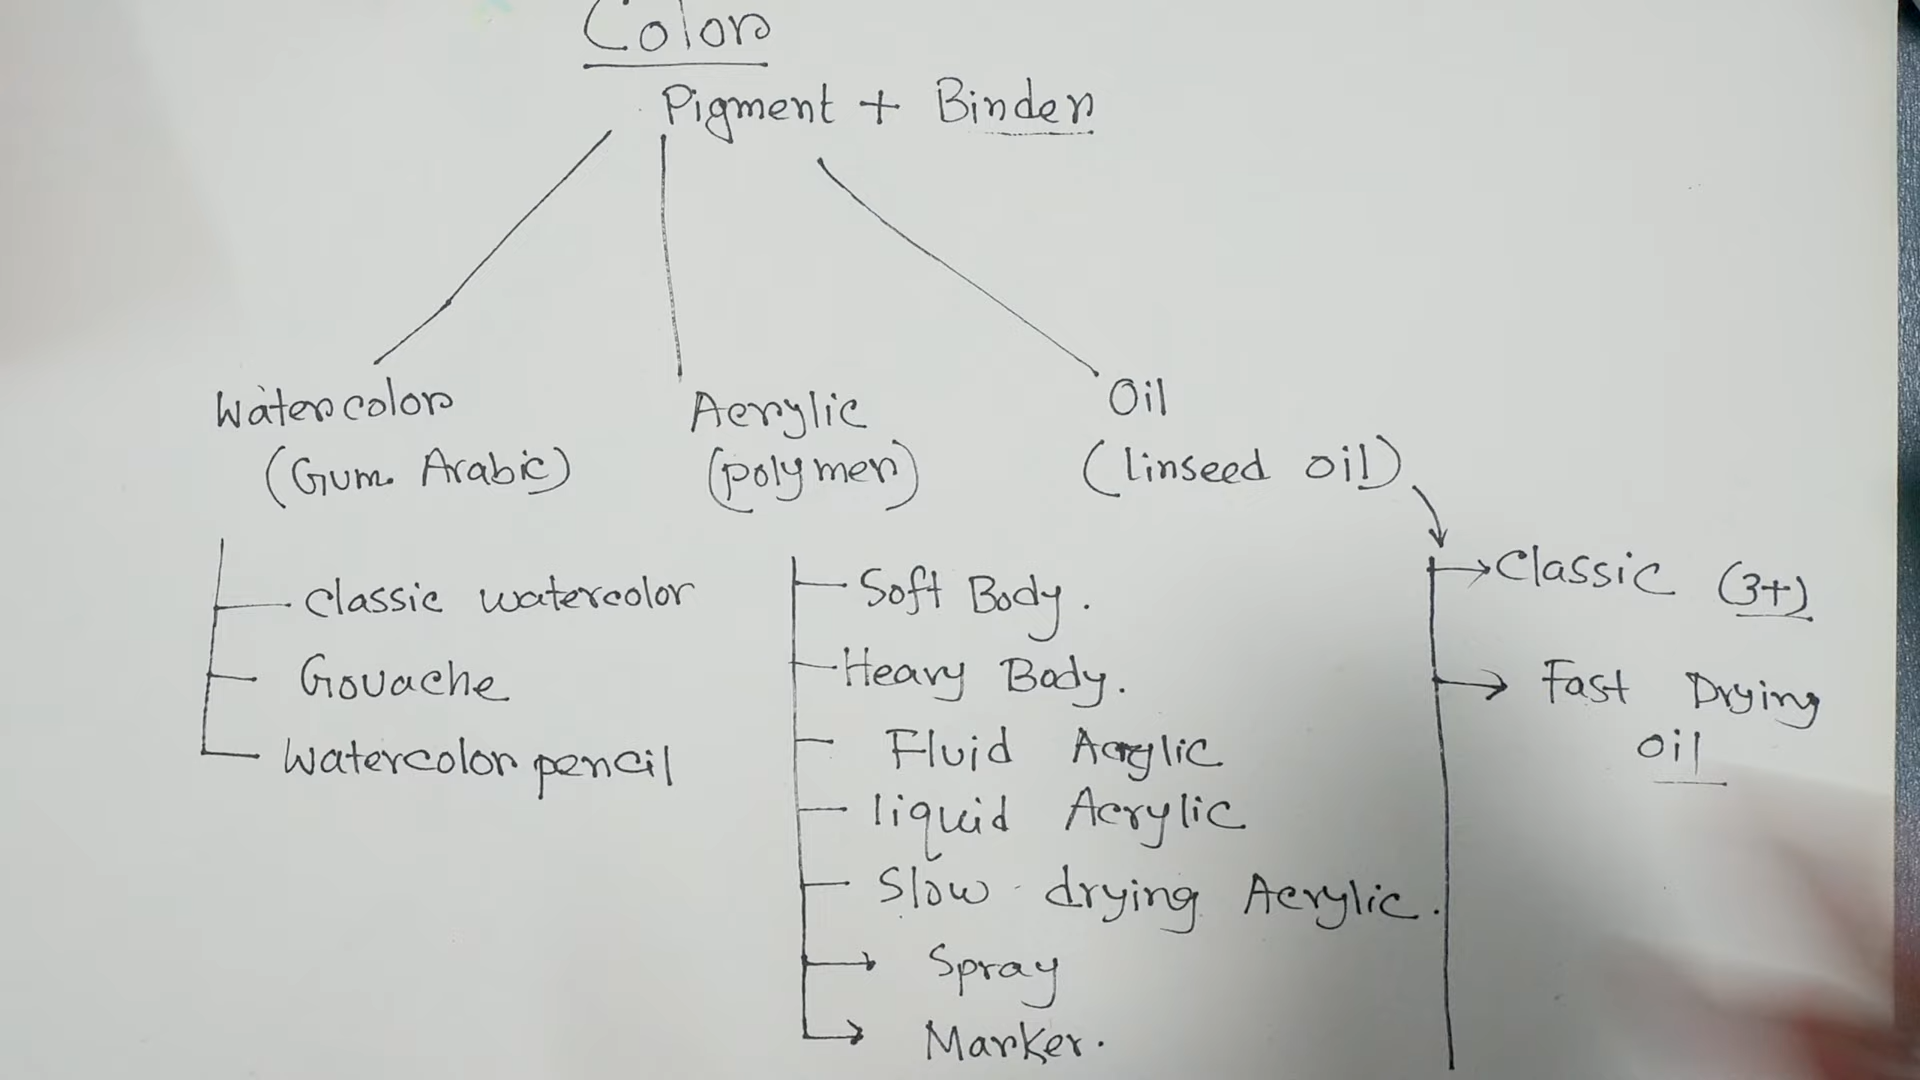 Color
Pigment + Binder
Watercolor
(Gum Arabic)
Classic watercolor
Gouache
Watercolor pencil
Acrylic
(polymer)
Soft Body.
Heavy Body.
Fluid Acrylic
liquid Acrylic
Slow drying Acrylic.
Spray
Marker.
Oil
(linseed oil)
Classic (3+)
Fast Drying
oil